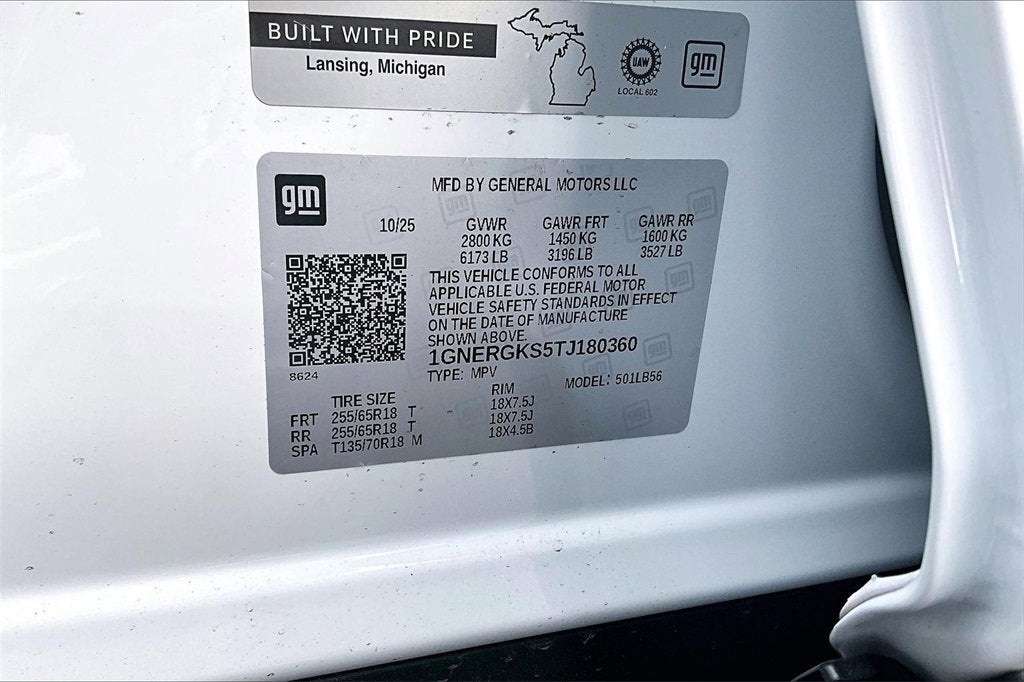 BUILT WITH PRIDE
Lansing, Michigan
UAW
LOCAL 602
gm
gm
MFD BY GENERAL MOTORS LLC
10/25 GVWR GAWR FRT GAWR RR
2800 KG 1450 KG 1600 KG
6173 LB 3196 LB 3527 LB
THIS VEHICLE CONFORMS TO ALL
APPLICABLE U.S. FEDERAL MOTOR
VEHICLE SAFETY STANDARDS IN EFFECT
ON THE DATE OF MANUFACTURE
SHOWN ABOVE.
1GNERGKS5TJ180360
8624
TYPE: MPV MODEL: 501LB56
TIRE SIZE RIM
FRT 255/65R18 T 18X7.5J
RR 255/65R18 T 18X7.5J
SPA T135/70R18 M 18X4.5B